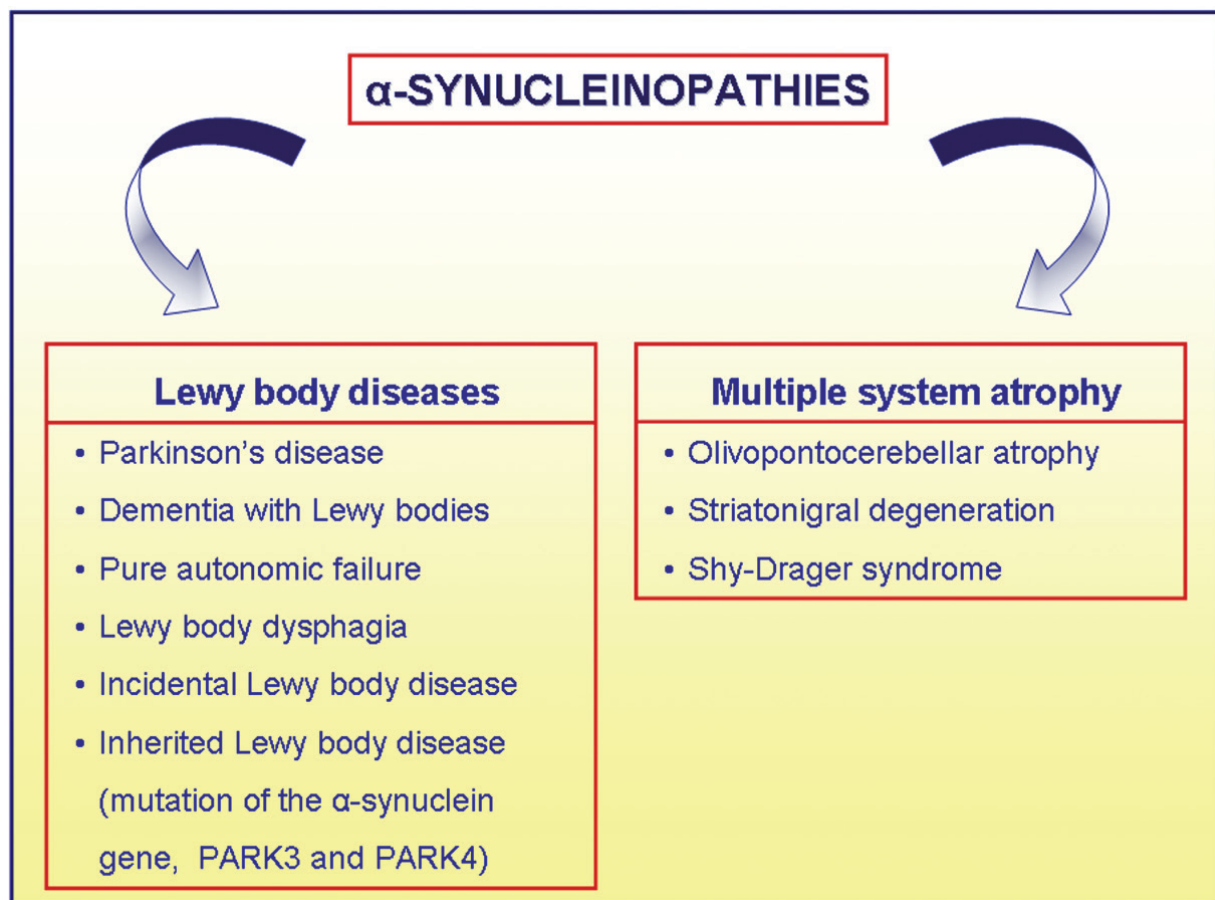 α-SYNUCLEINOPATHIES
Lewy body diseases
• Parkinson’s disease
• Dementia with Lewy bodies
• Pure autonomic failure
• Lewy body dysphagia
• Incidental Lewy body disease
• Inherited Lewy body disease
(mutation of the α-synuclein
gene,  PARK3 and PARK4)
Multiple system atrophy
• Olivopontocerebellar atrophy
• Striatonigral degeneration
• Shy-Drager syndrome